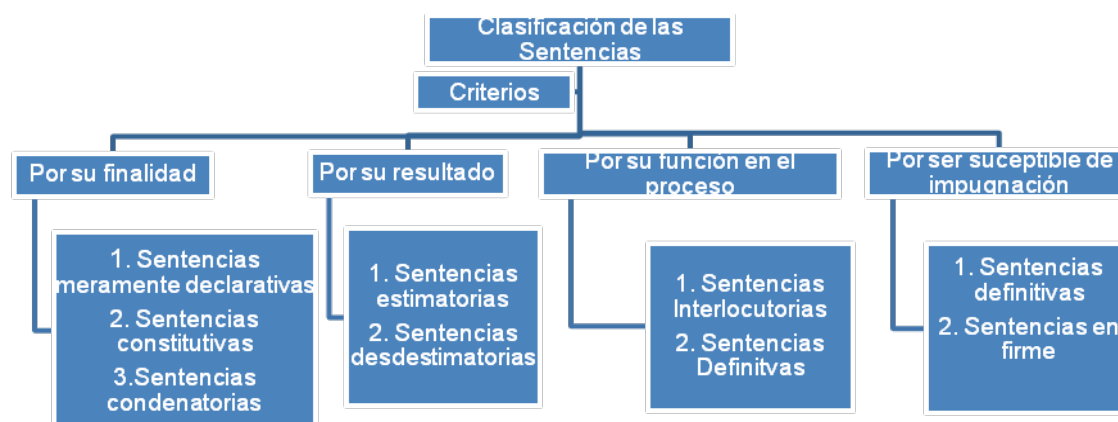 Clasificación de las
Sentencias
Criterios
Por su finalidad
1. Sentencias
meramente declarativas
2. Sentencias
constitutivas
3.Sentencias
condenatorias
Por su resultado
1. Sentencias
estimatorias
2. Sentencias
desdestimatorias
Por su función en el
proceso
1. Sentencias
Interlocutorias
2. Sentencias
Definitvas
Por ser suceptible de
impugnación
1. Sentencias
definitivas
2. Sentencias en
firme